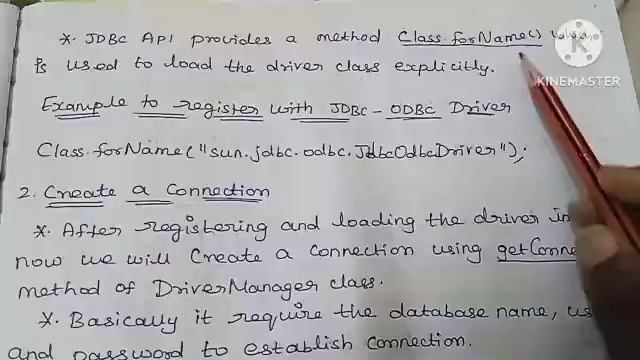 *. JDBC API provides a method Class.forName()
is used to load the driver class explicitly.
KINEMASTER
Example to register with JDBC - ODBC Driver
Class.forName("sun.jdbc.odbc.JdbcOdbcDriver");
2. Create a Connection
*. After registering and loading the driver in
now we will create a connection using getConne
method of DriverManager class.
*. Basically it require the database name, us
and password to establish connection.